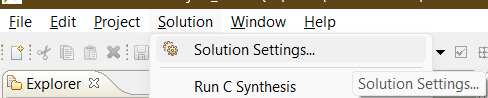 File Edit Project Solution Window Help
Solution Settings...
Explorer
Run C Synthesis
Solution Settings...